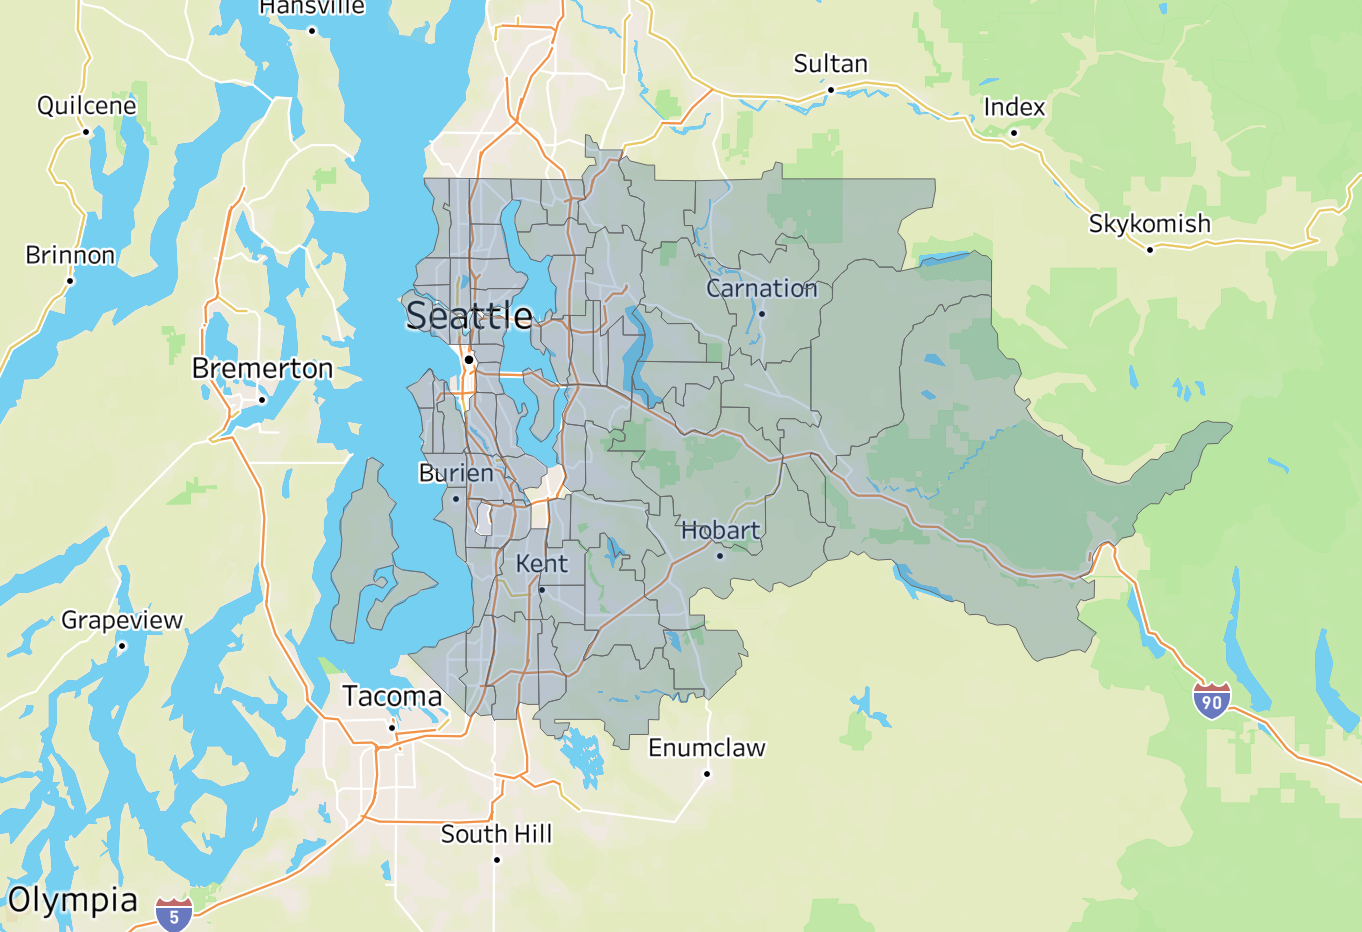 Hansville
Sultan
Quilcene
Index
Skykomish
Brinnon
Carnation
Seattle
Bremerton
Burien
Hobart
Kent
Grapeview
Tacoma
90
Enumclaw
South Hill
Olympia
5